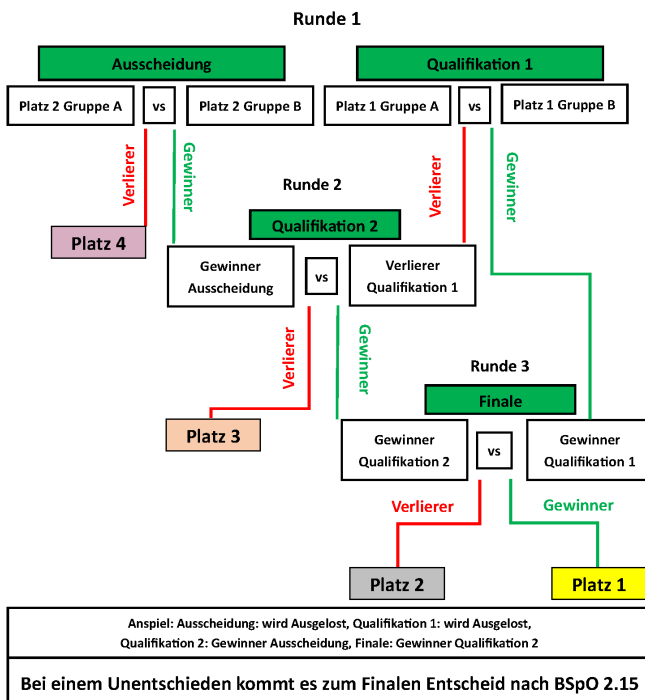 Runde 1
Ausscheidung
Qualifikation 1
Platz 2 Gruppe A
vs
Platz 2 Gruppe B
Platz 1 Gruppe A
vs
Platz 1 Gruppe B
Verlierer
Gewinner
Verlierer
Gewinner
Runde 2
Qualifikation 2
Platz 4
Gewinner
Ausscheidung
vs
Verlierer
Qualifikation 1
Verlierer
Gewinner
Runde 3
Finale
Platz 3
Gewinner
Qualifikation 2
vs
Gewinner
Qualifikation 1
Verlierer
Gewinner
Platz 2
Platz 1
Anspiel: Ausscheidung: wird Ausgelost, Qualifikation 1: wird Ausgelost,
Qualifikation 2: Gewinner Ausscheidung, Finale: Gewinner Qualifikation 2
Bei einem Unentschieden kommt es zum Finalen Entscheid nach BSpO 2.15